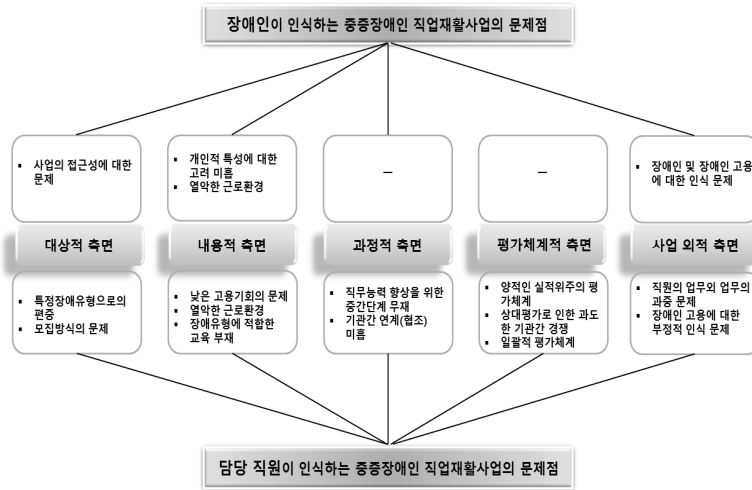 장애인이 인식하는 중증장애인 직업재활사업의 문제점
▪ 사업의 접근성에 대한
문제
▪ 개인적 특성에 대한
고려 미흡
▪ 열악한 근로환경
–
–
▪ 장애인 및 장애인 고용
에 대한 인식 문제
대상적 측면
내용적 측면
과정적 측면
평가체계적 측면
사업 외적 측면
▪ 특정장애유형으로의
편중
▪ 모집방식의 문제
▪ 낮은 고용기회의 문제
▪ 열악한 근로환경
▪ 장애유형에 적합한
교육 부재
▪ 직무능력 향상을 위한
중간단계 무재
▪ 기관간 연계(협조)
미흡
▪ 양적인 실적위주의 평
가체계
▪ 상대평가로 인한 과도
한 기관간 경쟁
▪ 일괄적 평가체계
▪ 직원의 업무외 업무의
과중 문제
▪ 장애인 고용에 대한
부정적 인식 문제
담당 직원이 인식하는 중증장애인 직업재활사업의 문제점